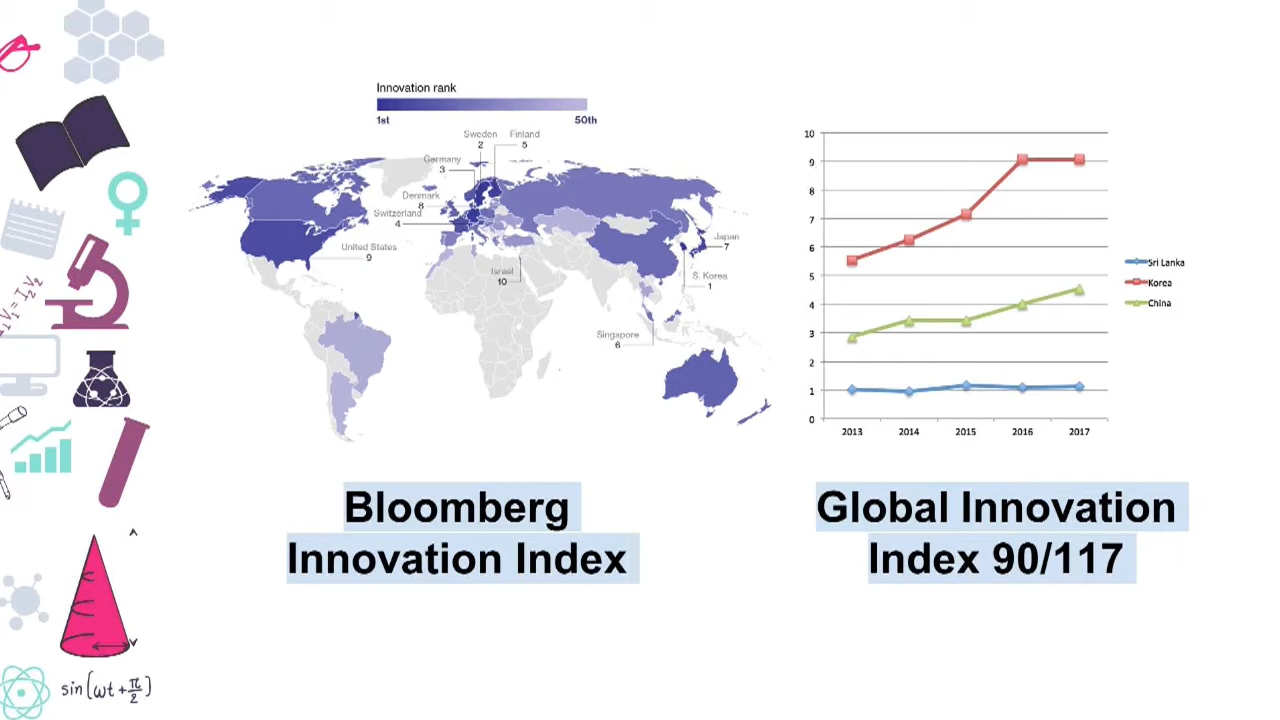 Innovation rank
1st
50th
Sweden
2
Finland
5
Germany
3
Denmark
8
Switzerland
4
United States
9
Israel
10
Japan
7
S. Korea
1
Singapore
6
10
9
8
7
6
5
4
3
2
1
0
2013 2014 2015 2016 2017
Sri Lanka
Korea
China
Bloomberg
Innovation Index
Global Innovation
Index 90/117
sin(ωt+π/2)